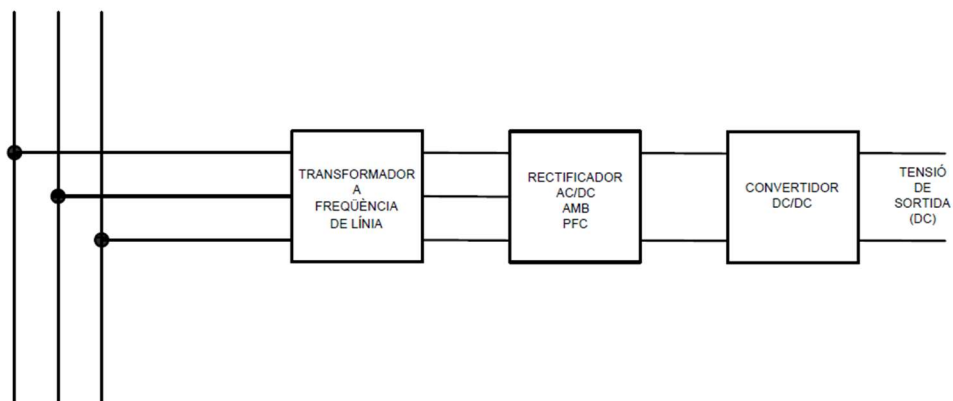 TRANSFORMADOR
A
FREQÜÈNCIA
DE LÍNIA
RECTIFICADOR
AC/DC
AMB
PFC
CONVERTIDOR
DC/DC
TENSIÓ
DE
SORTIDA
(DC)